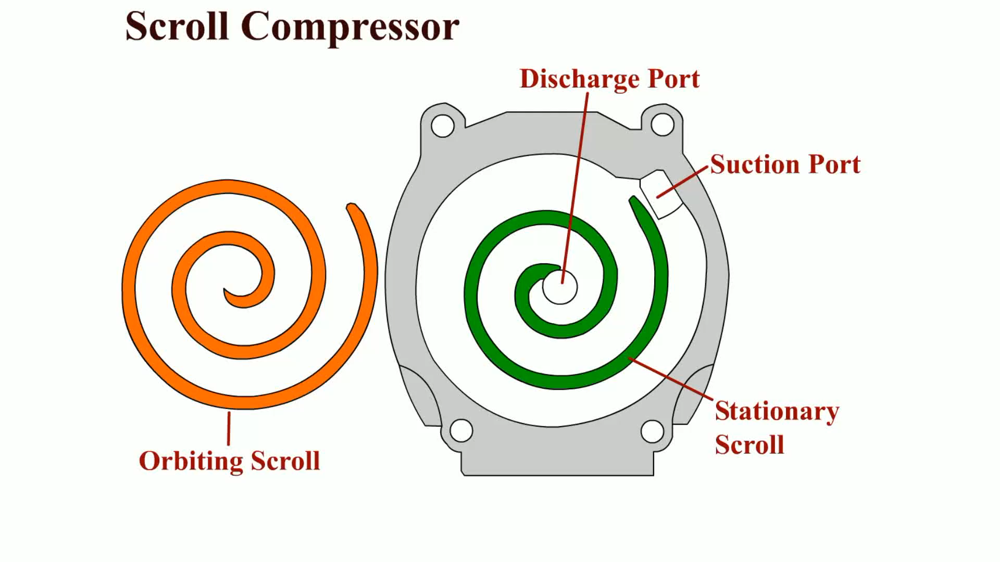 Scroll Compressor
Discharge Port
Suction Port
Stationary
Scroll
Orbiting Scroll